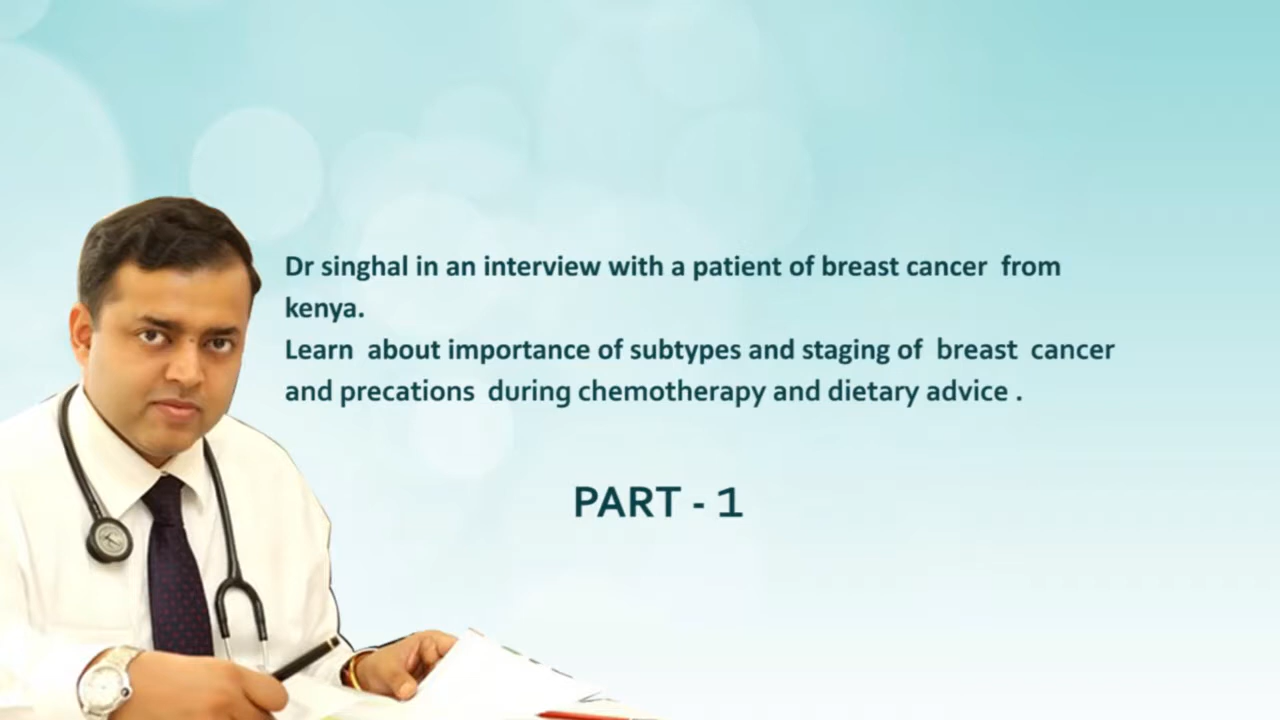 Dr singhal in an interview with a patient of breast cancer from
kenya.
Learn about importance of subtypes and staging of breast cancer
and precations during chemotherapy and dietary advice .
PART - 1